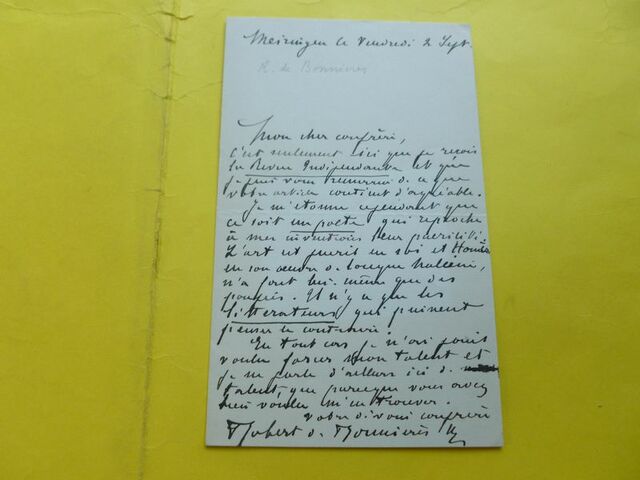 Meiringen le Vendredi 2 Sept.
R. de Bonnières
Mon cher confrère,
C'est seulement ici que je reçois
la Revue Indépendante et que
je puis vous remercier de ce que
votre article contient d'agréable.
Je m'étonne cependant que
ce soit un poète qui reproche
à mes inventions leur puérilité.
L'art est puéril en soi et Homère
en son œuvre de longue haleine,
n'a fait lui-même que des
poupées. Il n'y a que les
littérateurs qui puissent
penser le contraire.
En tout cas je n'ai point
voulu forcer mon talent et
je ne parle d'ailleurs ici de
talent, que parceque vous avez
bien voulu m'en trouver.
votre dévoué confrère
Robert de Bonnières